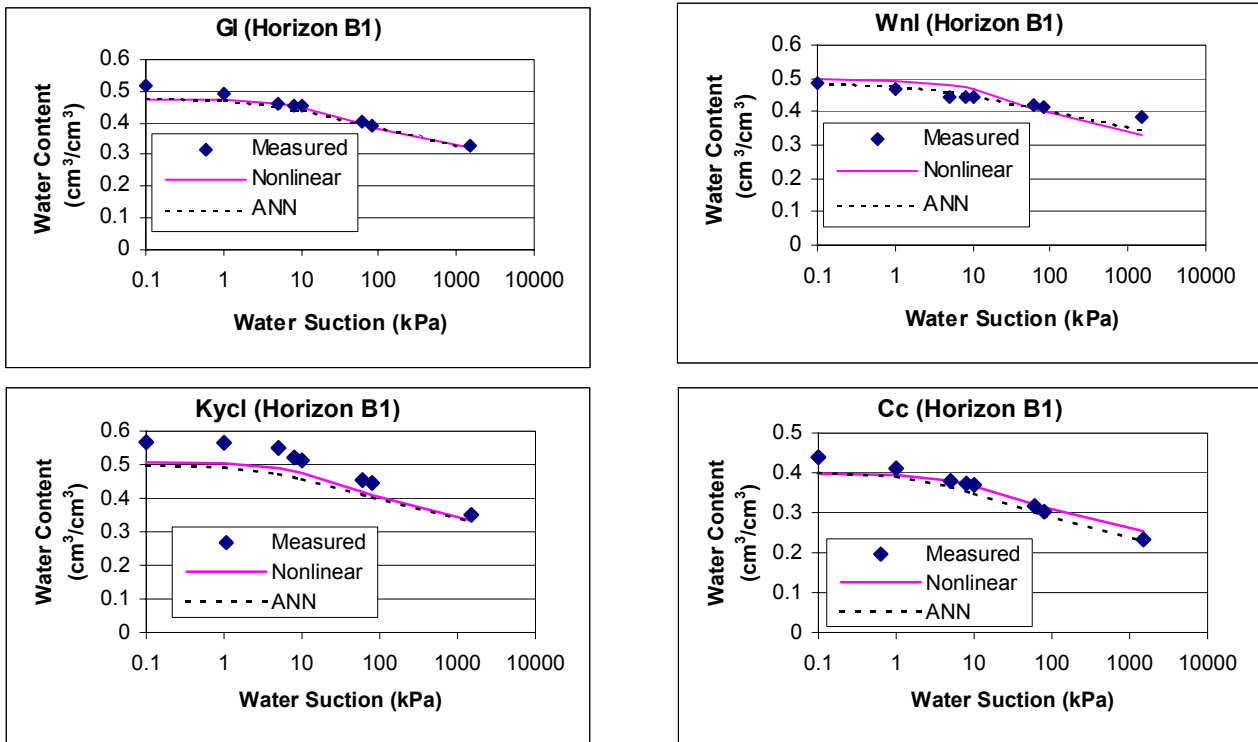 Gl (Horizon B1)
Water Content
(cm³/cm³)
0.6
0.5
0.4
0.3
0.2
0.1
0
Measured
Nonlinear
ANN
0.1 1 10 100 1000 10000
Water Suction (kPa)
Wnl (Horizon B1)
Water Content
(cm³/cm³)
0.6
0.5
0.4
0.3
0.2
0.1
0
Measured
Nonlinear
ANN
0.1 1 10 100 1000 10000
Water Suction (kPa)
Kycl (Horizon B1)
Water Content
(cm³/cm³)
0.6
0.5
0.4
0.3
0.2
0.1
0
Measured
Nonlinear
ANN
0.1 1 10 100 1000 10000
Water Suction (kPa)
Cc (Horizon B1)
Water Content
(cm³/cm³)
0.5
0.4
0.3
0.2
0.1
0
Measured
Nonlinear
ANN
0.1 1 10 100 1000 10000
Water Suction (kPa)